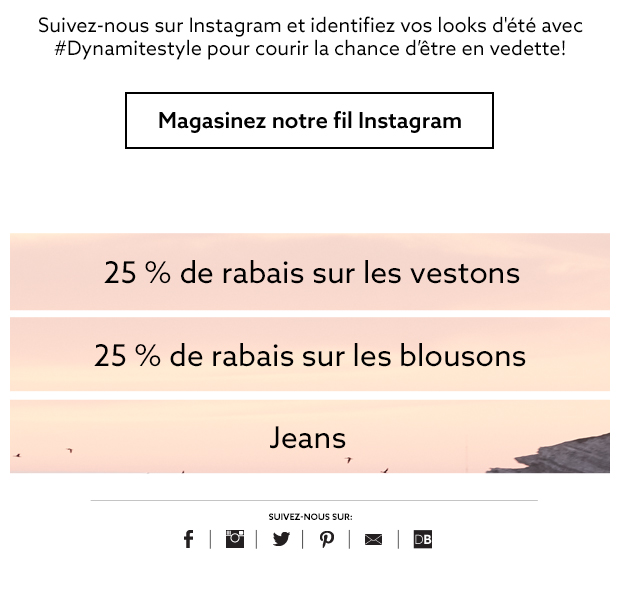 Suivez-nous sur Instagram et identifiez vos looks d'été avec
#Dynamitestyle pour courir la chance d’être en vedette!
Magasinez notre fil Instagram
25 % de rabais sur les vestons
25 % de rabais sur les blousons
Jeans
SUIVEZ-NOUS SUR:
DB